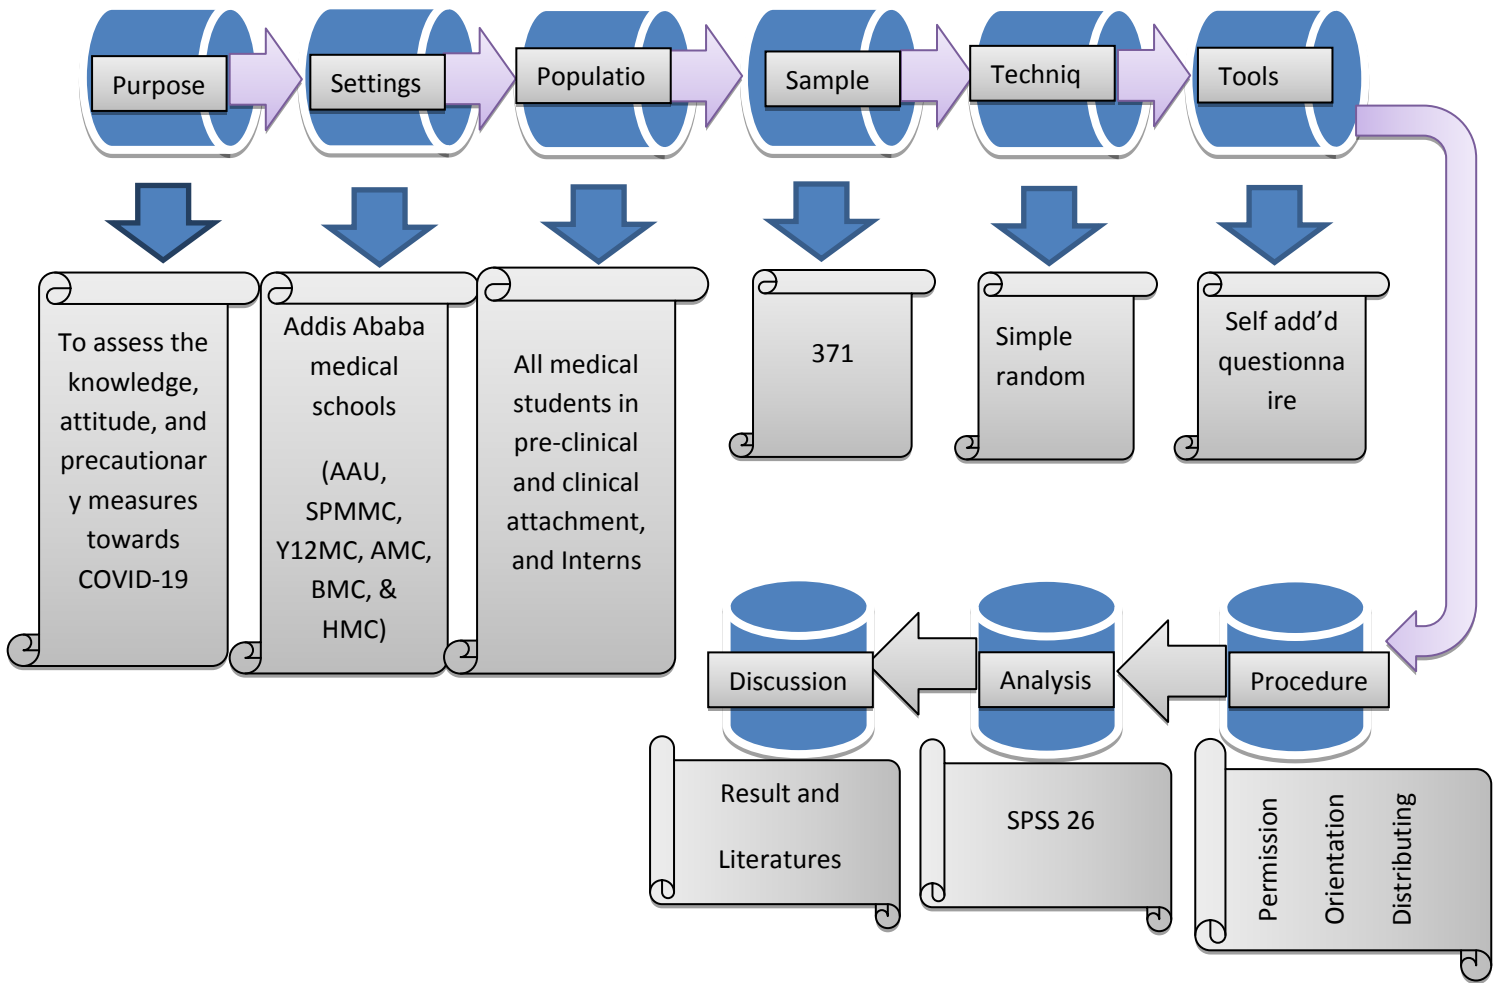 Purpose
Settings
Populatio
Sample
Techniq
Tools
To assess the
knowledge,
attitude, and
precautionar
y measures
towards
COVID-19
Addis Ababa
medical
schools
(AAU,
SPMMC,
Y12MC, AMC,
BMC, &
HMC)
All medical
students in
pre-clinical
and clinical
attachment,
and Interns
371
Simple
random
Self add’d
questionna
ire
Procedure
Analysis
Discussion
Permission
Orientation
Distributing
SPSS 26
Result and
Literatures